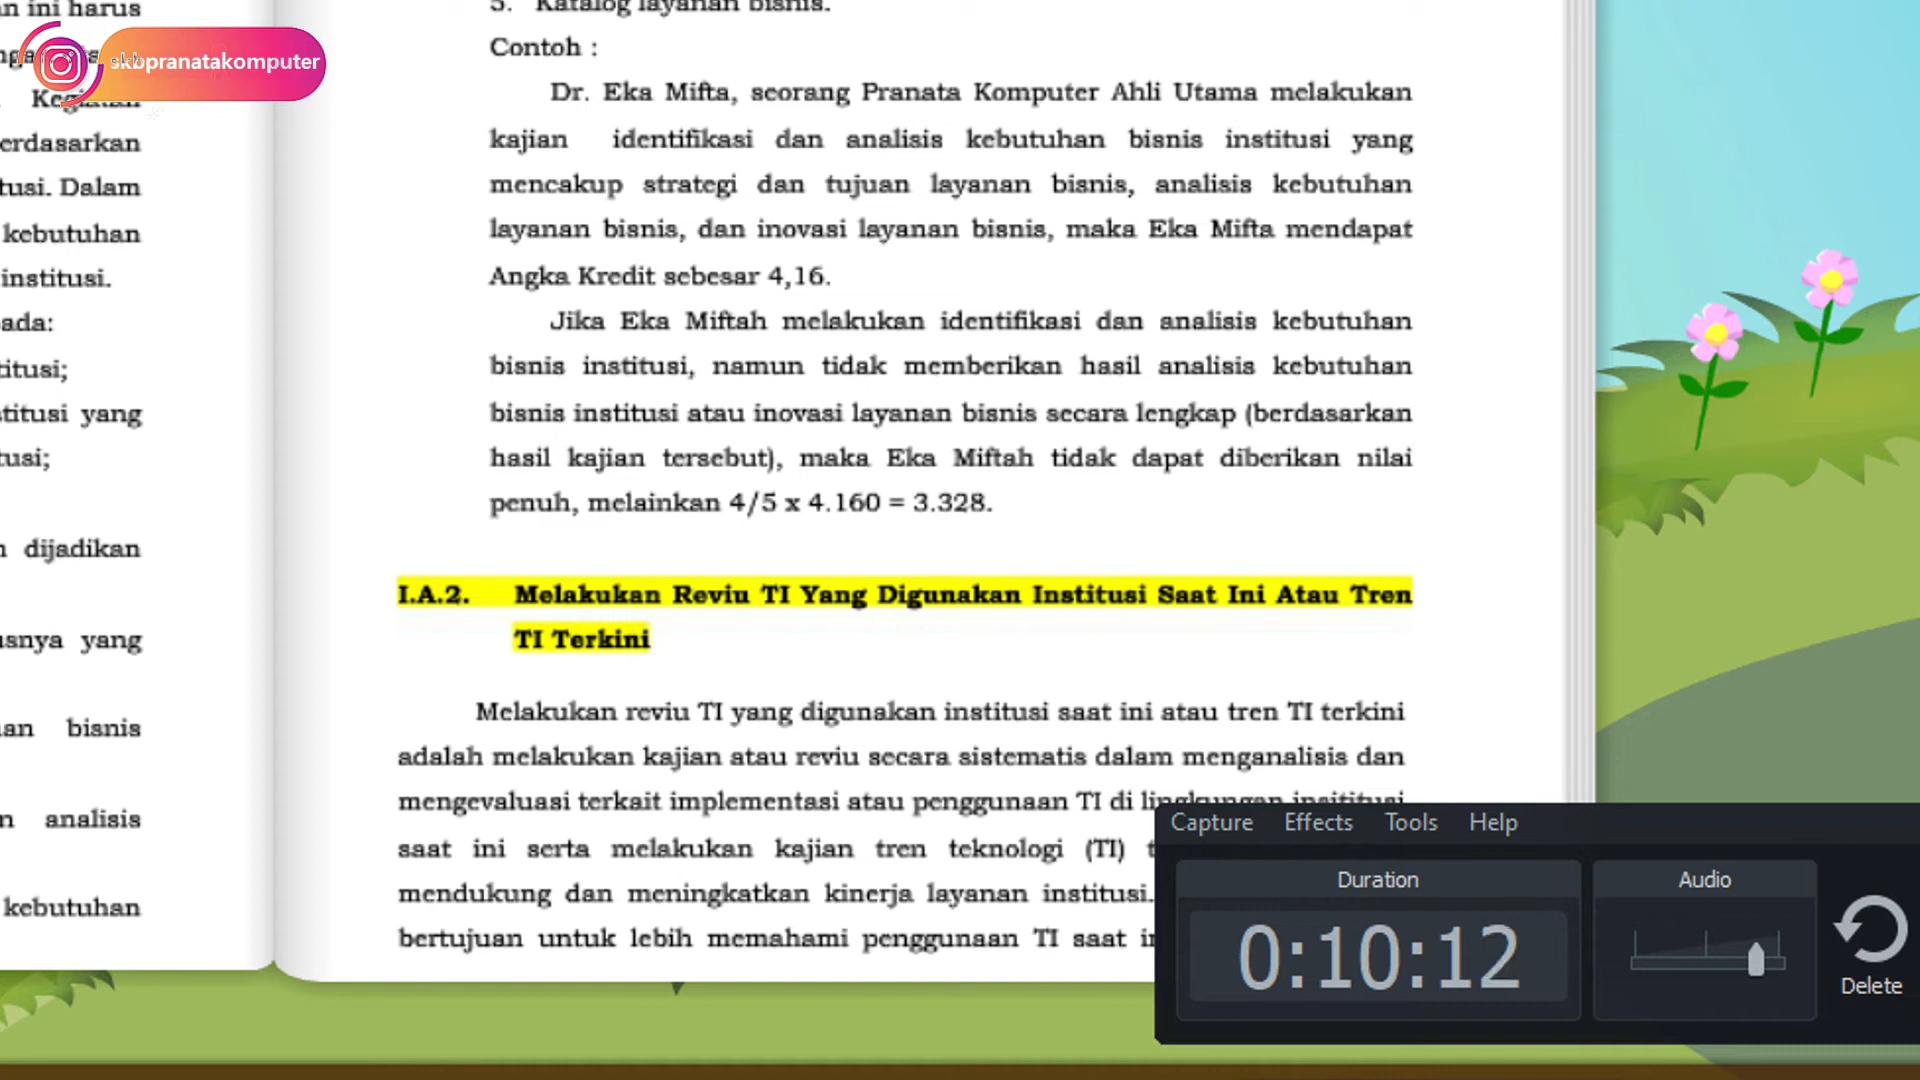 skbpranatakomputer
an ini harus
Kegiatan
erdasarkan
tusi. Dalam
kebutuhan
institusi.
ada:
titusi;
stitusi yang
tusi;
n dijadikan
usnya yang
an bisnis
n analisis
kebutuhan
5. Katalog layanan bisnis.
Contoh :
Dr. Eka Mifta, seorang Pranata Komputer Ahli Utama melakukan
kajian identifikasi dan analisis kebutuhan bisnis institusi yang
mencakup strategi dan tujuan layanan bisnis, analisis kebutuhan
layanan bisnis, dan inovasi layanan bisnis, maka Eka Mifta mendapat
Angka Kredit sebesar 4,16.
Jika Eka Miftah melakukan identifikasi dan analisis kebutuhan
bisnis institusi, namun tidak memberikan hasil analisis kebutuhan
bisnis institusi atau inovasi layanan bisnis secara lengkap (berdasarkan
hasil kajian tersebut), maka Eka Miftah tidak dapat diberikan nilai
penuh, melainkan 4/5 x 4.160 = 3.328.
I.A.2. Melakukan Reviu TI Yang Digunakan Institusi Saat Ini Atau Tren
TI Terkini
Melakukan reviu TI yang digunakan institusi saat ini atau tren TI terkini
adalah melakukan kajian atau reviu secara sistematis dalam menganalisis dan
mengevaluasi terkait implementasi atau penggunaan TI di lingkungan insititusi
saat ini serta melakukan kajian tren teknologi (TI)
mendukung dan meningkatkan kinerja layanan institusi.
bertujuan untuk lebih memahami penggunaan TI saat
Capture Effects Tools Help
Duration
Audio
0:10:12
Delete